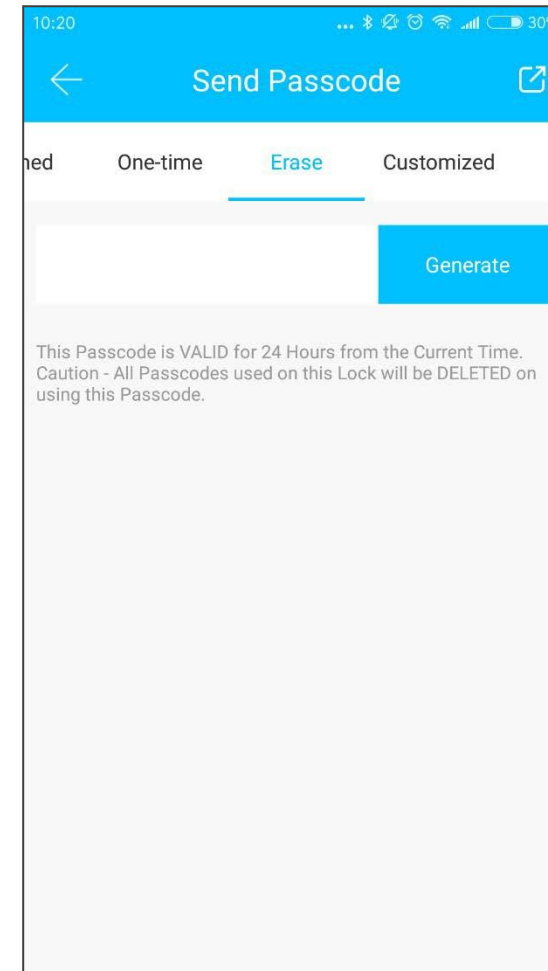 10:20 ... 30%
Send Passcode
ned One-time Erase Customized
Generate
This Passcode is VALID for 24 Hours from the Current Time.
Caution - All Passcodes used on this Lock will be DELETED on
using this Passcode.